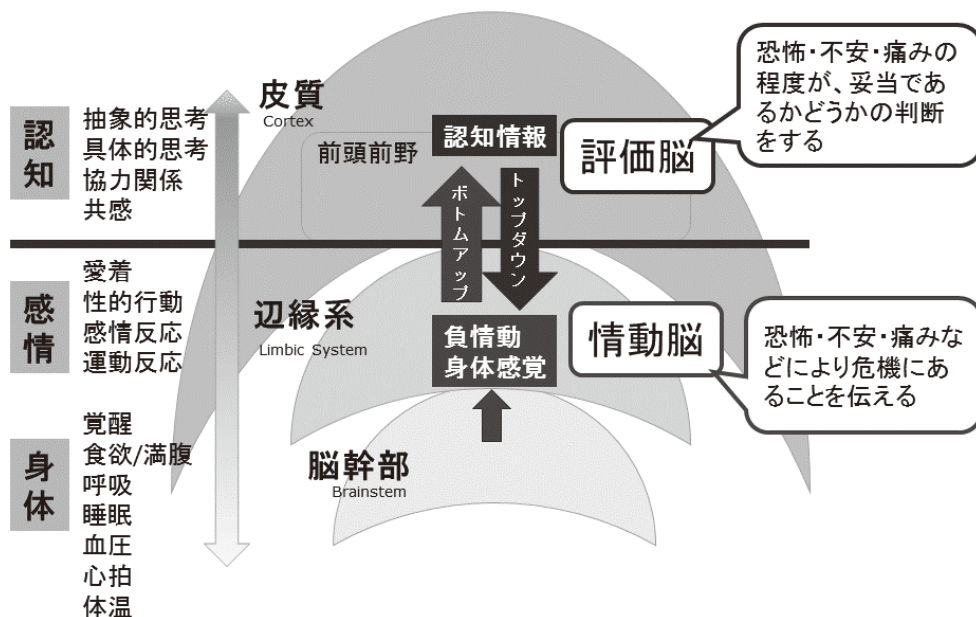 認知
抽象的思考
具体的思考
協力関係
共感
感情
愛着
性的行動
感情反応
運動反応
身体
覚醒
食欲/満腹
呼吸
睡眠
血圧
心拍
体温
皮質
Cortex
前頭前野
認知情報
ボトムアップ
トップダウン
評価脳
恐怖・不安・痛みの
程度が、妥当であ
るかどうかの判断
をする
辺縁系
Limbic System
負情動
身体感覚
情動脳
恐怖・不安・痛みな
どにより危機にあ
ることを伝える
脳幹部
Brainstem